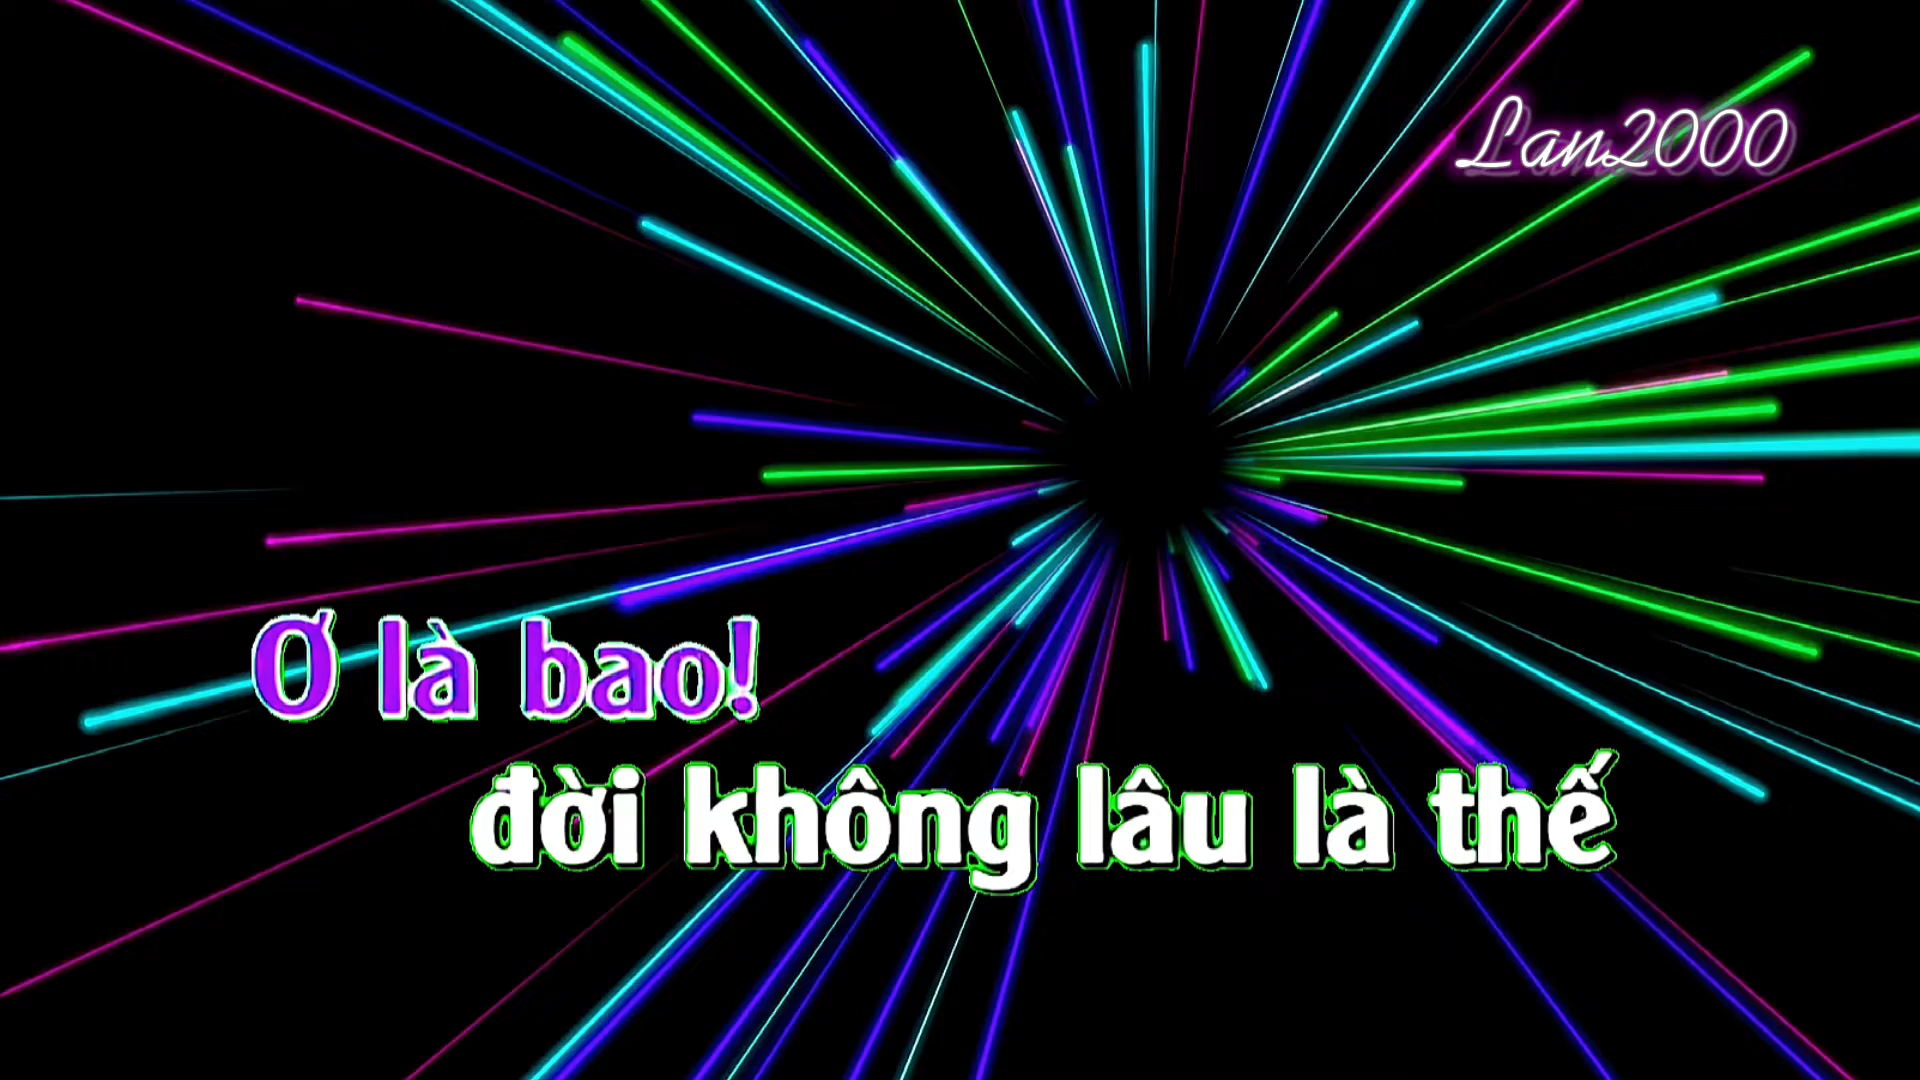 Lan2000
Ơ là bao!
đời không lâu là thế